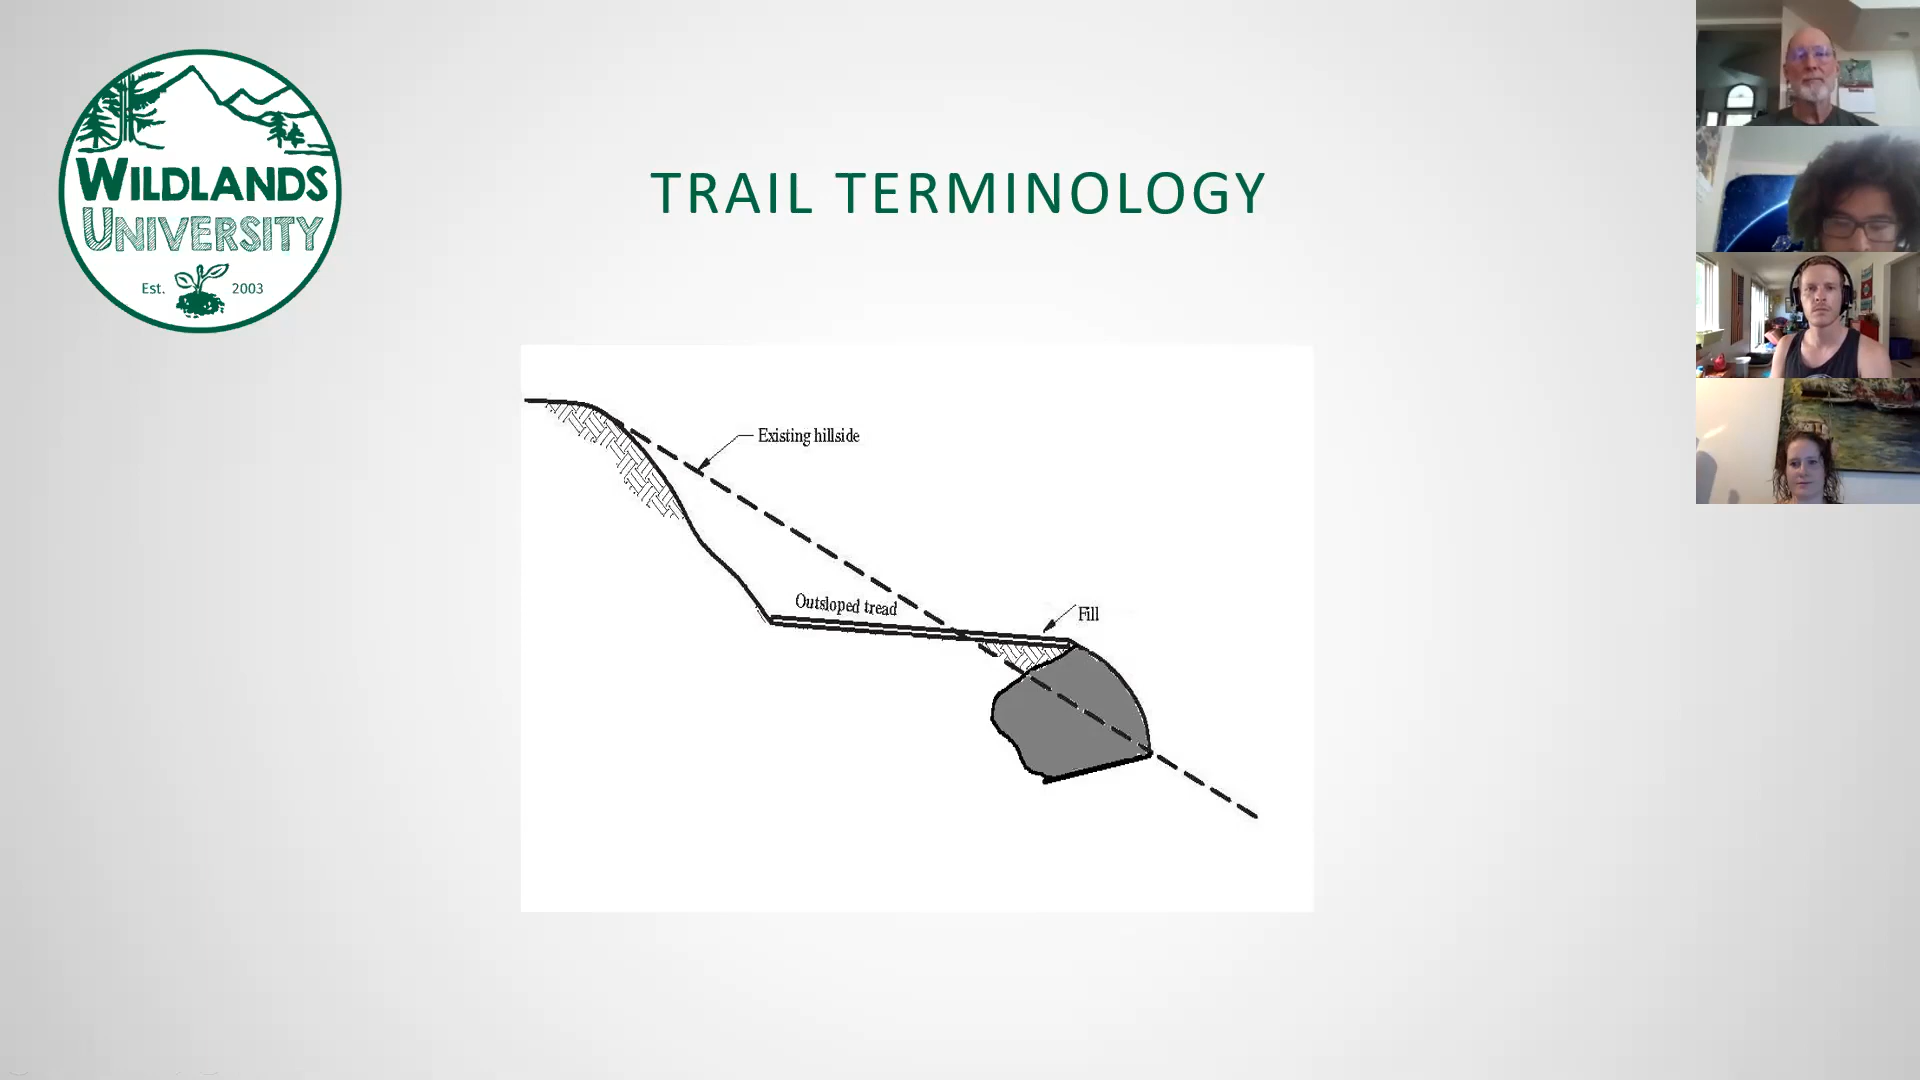 WILDLANDS
UNIVERSITY
Est. 2003
TRAIL TERMINOLOGY
Existing hillside
Outsloped tread
Fill